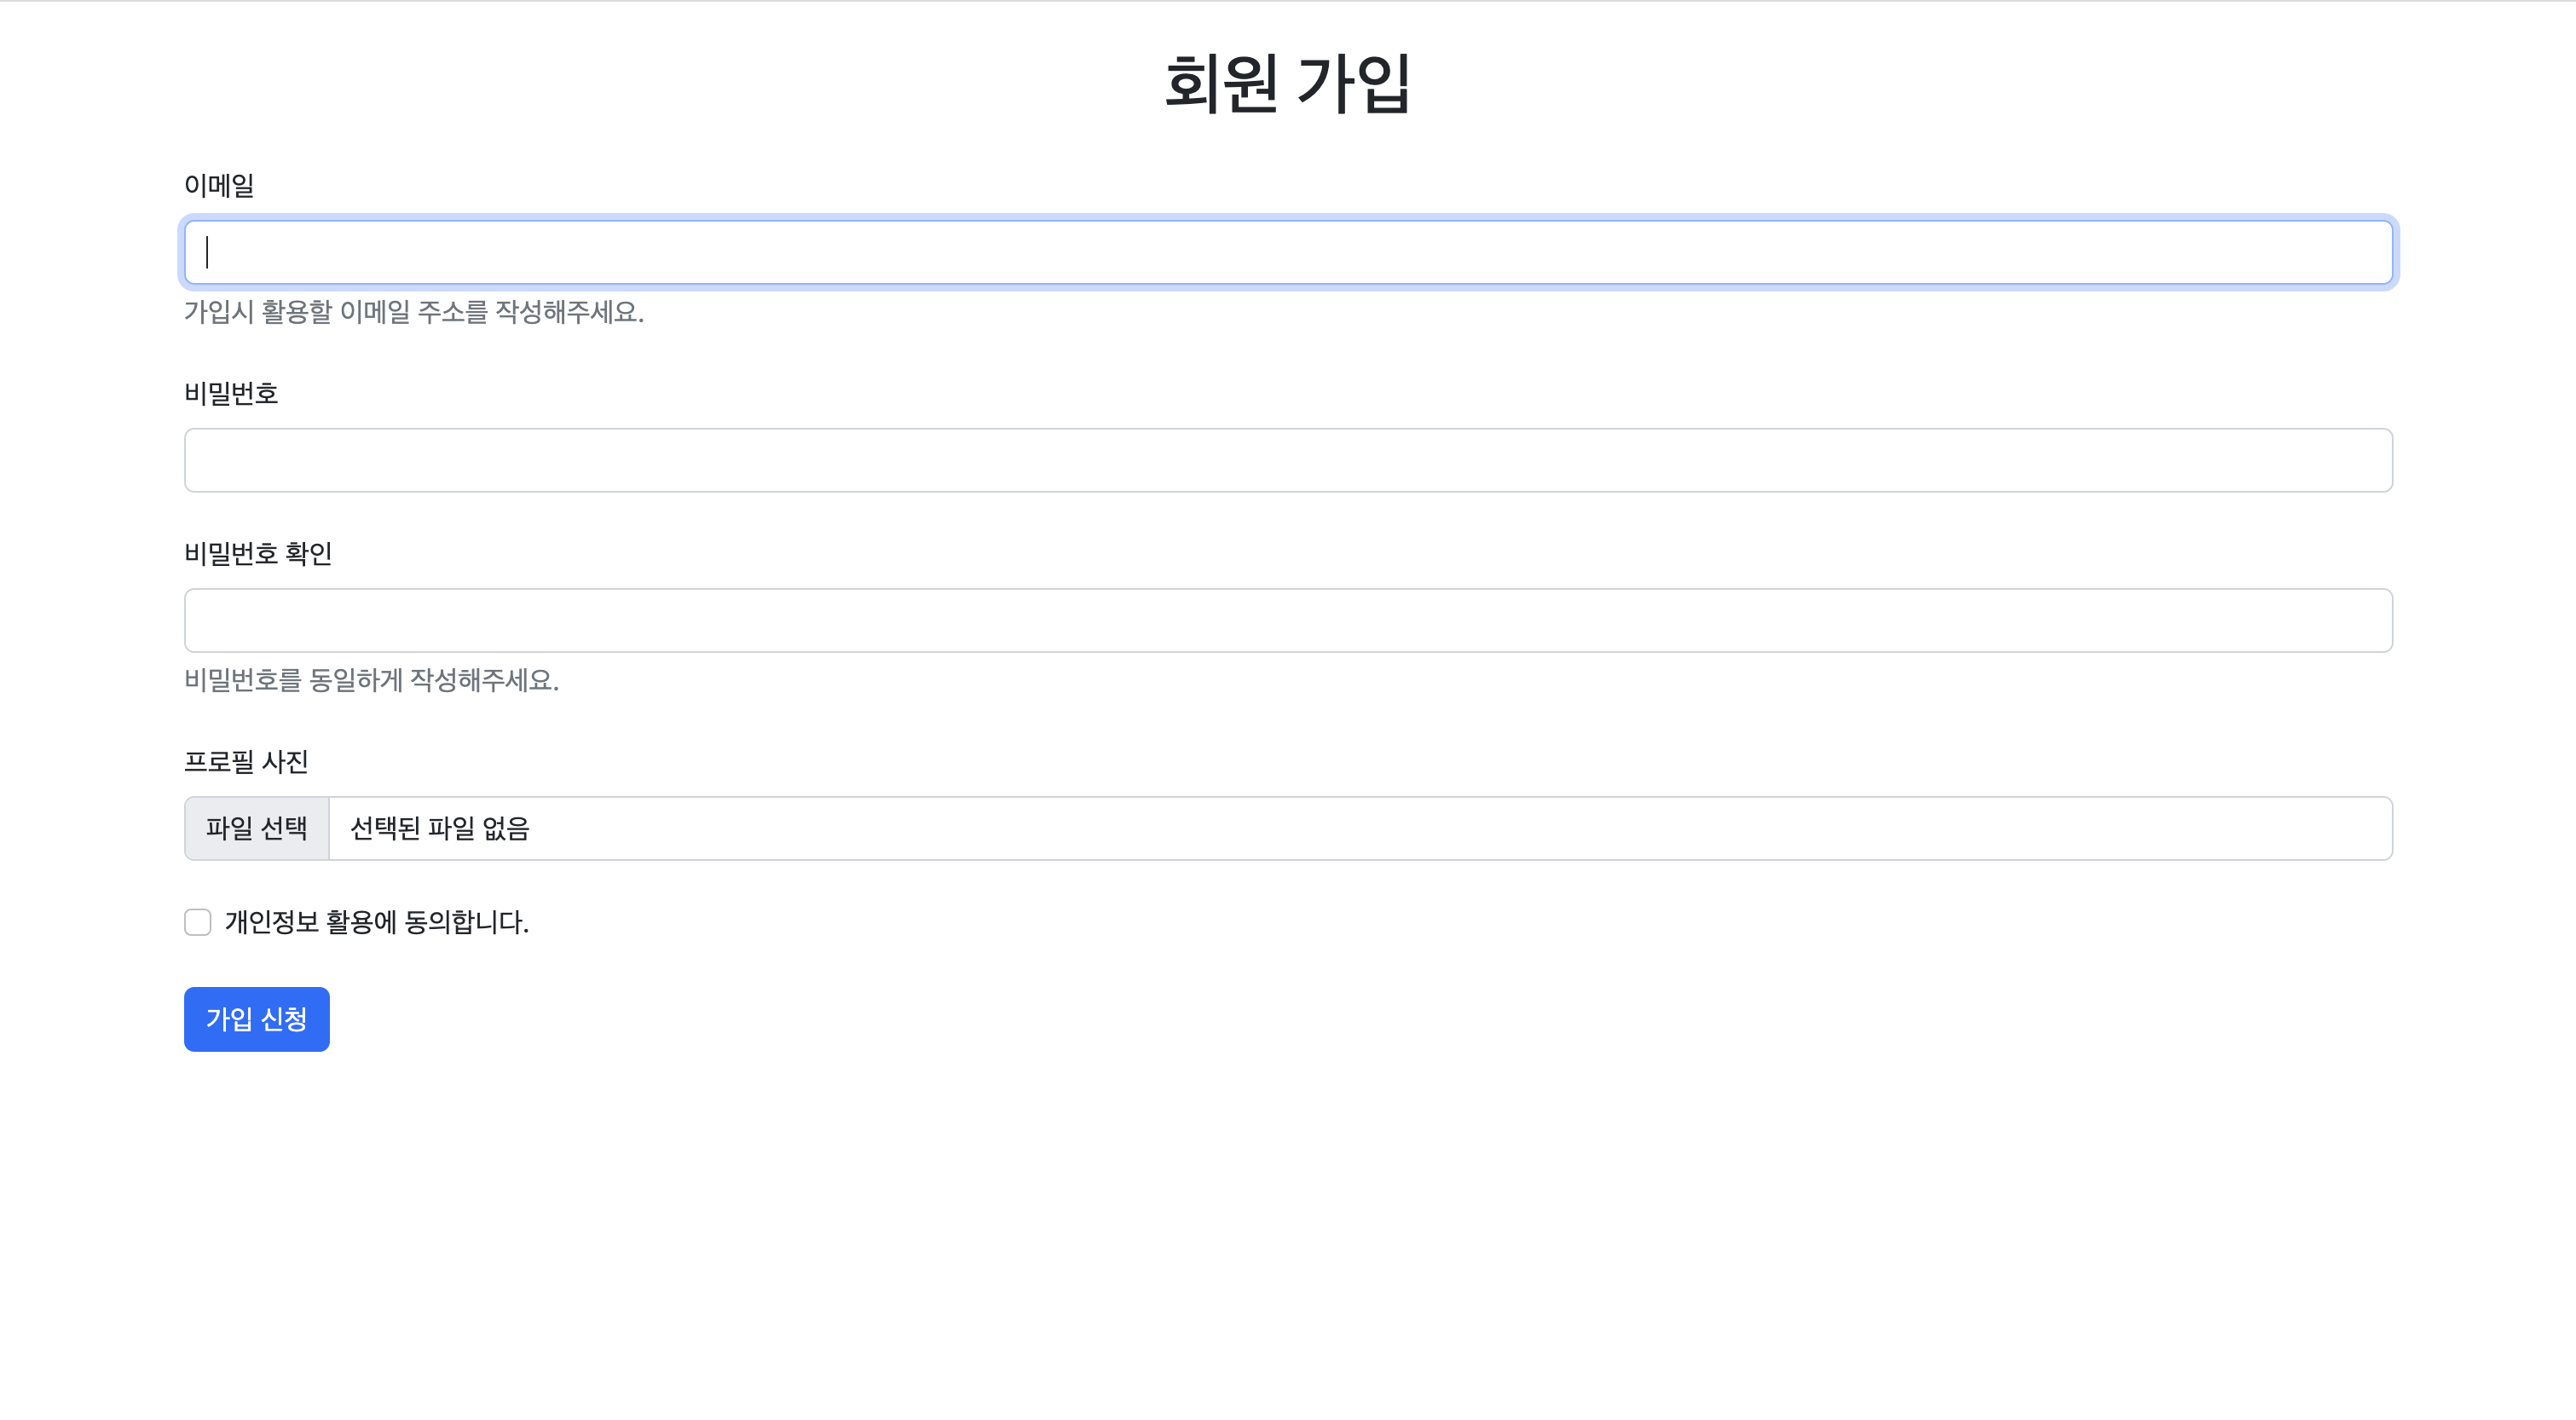 회원 가입
이메일
가입시 활용할 이메일 주소를 작성해주세요.
비밀번호
비밀번호 확인
비밀번호를 동일하게 작성해주세요.
프로필 사진
파일 선택 선택된 파일 없음
개인정보 활용에 동의합니다.
가입 신청